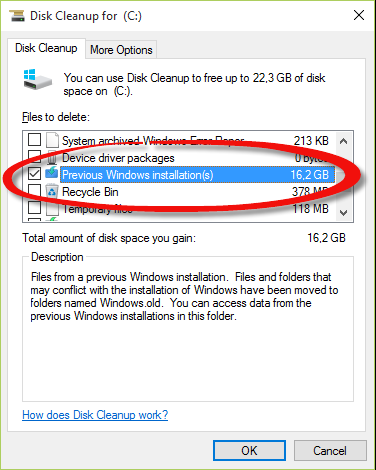 Disk Cleanup for (C:)
Disk Cleanup
More Options
You can use Disk Cleanup to free up to 22,3 GB of disk
space on (C:).
Files to delete:
System archived Windows Error Repor... 213 KB
Device driver packages 0 bytes
Previous Windows installation(s) 16,2 GB
Recycle Bin 378 MB
Temporary files 118 MB
Total amount of disk space you gain: 16,2 GB
Description
Files from a previous Windows installation. Files and folders that
may conflict with the installation of Windows have been moved to
folders named Windows.old. You can access data from the
previous Windows installations in this folder.
How does Disk Cleanup work?
OK
Cancel